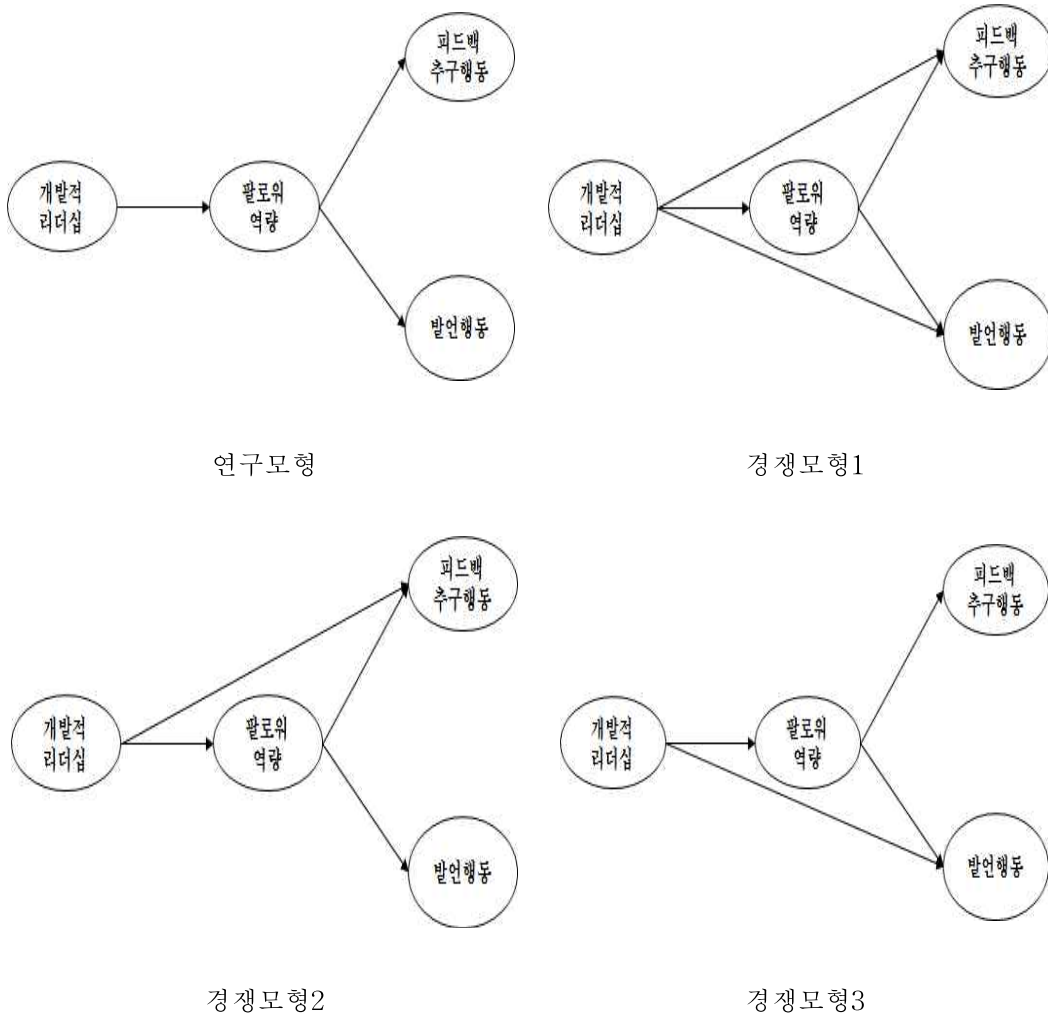 피드백
추구행동
개발적
리더십
팔로워
역량
발언행동
연구모형
피드백
추구행동
개발적
리더십
팔로워
역량
발언행동
경쟁모형1
피드백
추구행동
개발적
리더십
팔로워
역량
발언행동
경쟁모형2
피드백
추구행동
개발적
리더십
팔로워
역량
발언행동
경쟁모형3